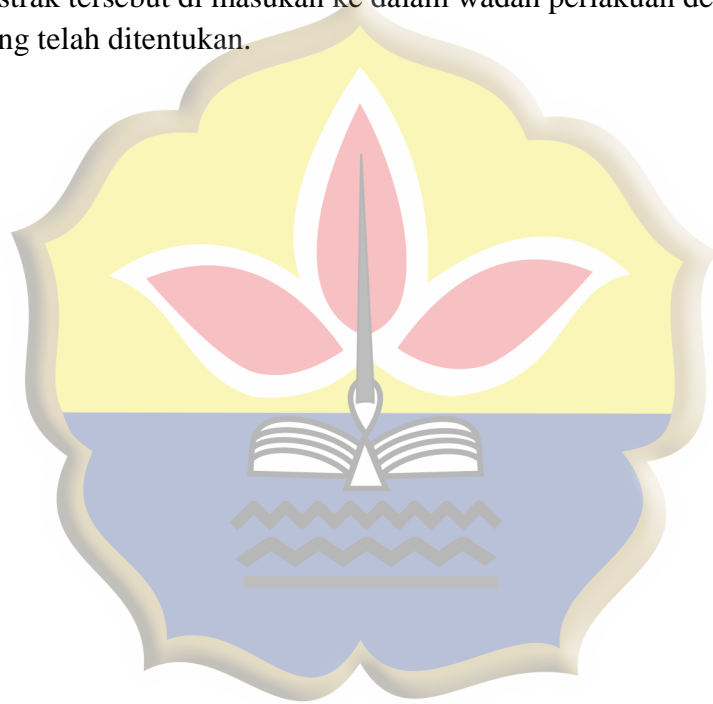 strak tersebut di masukan ke dalam wadah perlakuan de
ng telah ditentukan.